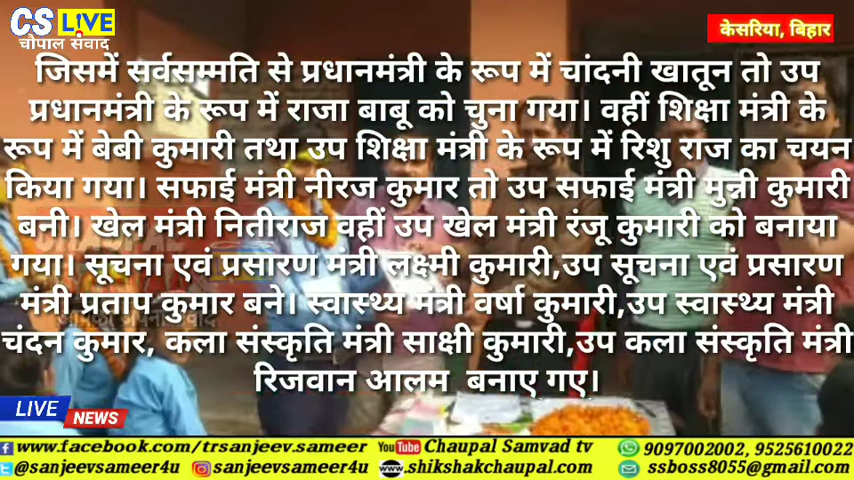 CS LIVE
चौपाल संवाद
केसरिया, बिहार
जिसमें सर्वसम्मति से प्रधानमंत्री के रूप में चांदनी खातून तो उप
प्रधानमंत्री के रूप में राजा बाबू को चुना गया। वहीं शिक्षा मंत्री के
रूप में बेबी कुमारी तथा उप शिक्षा मंत्री के रूप में रिशु राज का चयन
किया गया। सफाई मंत्री नीरज कुमार तो उप सफाई मंत्री मुन्नी कुमारी
बनी। खेल मंत्री नितीराज वहीं उप खेल मंत्री रंजू कुमारी को बनाया
गया। सूचना एवं प्रसारण मंत्री लक्ष्मी कुमारी,उप सूचना एवं प्रसारण
मंत्री प्रताप कुमार बने। स्वास्थ्य मंत्री वर्षा कुमारी,उप स्वास्थ्य मंत्री
चंदन कुमार, कला संस्कृति मंत्री साक्षी कुमारी,उप कला संस्कृति मंत्री
रिजवान आलम बनाए गए।
LIVE NEWS
www.facebook.com/trsanjeev.sameer YouTube Chaupal Samvad tv 9097002002, 9525610022
@sanjeevsameer4u sanjeevsameer4u www.shikshakchaupal.com ssboss8055@gmail.com